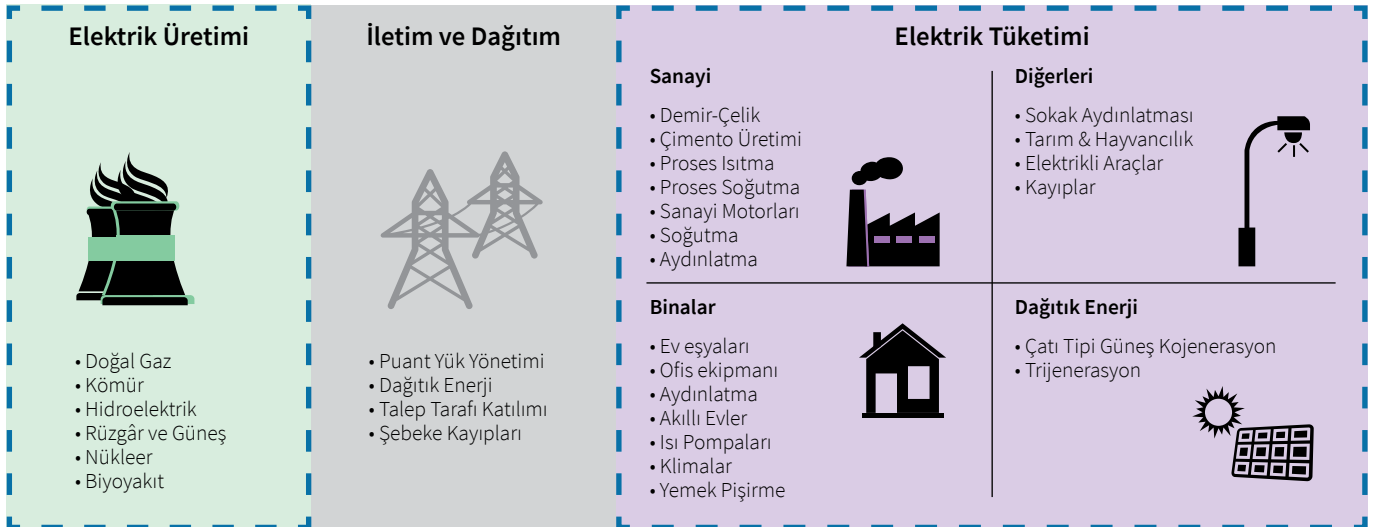 Elektrik Üretimi
• Doğal Gaz
• Kömür
• Hidroelektrik
• Rüzgâr ve Güneş
• Nükleer
• Biyoyakıt
İletim ve Dağıtım
• Puant Yük Yönetimi
• Dağıtık Enerji
• Talep Tarafı Katılımı
• Şebeke Kayıpları
Elektrik Tüketimi
Sanayi
• Demir-Çelik
• Çimento Üretimi
• Proses Isıtma
• Proses Soğutma
• Sanayi Motorları
• Soğutma
• Aydınlatma
Diğerleri
• Sokak Aydınlatması
• Tarım & Hayvancılık
• Elektrikli Araçlar
• Kayıplar
Binalar
• Ev eşyaları
• Ofis ekipmanı
• Aydınlatma
• Akıllı Evler
• Isı Pompaları
• Klimalar
• Yemek Pişirme
Dağıtık Enerji
• Çatı Tipi Güneş Kojenerasyon
• Trijenerasyon